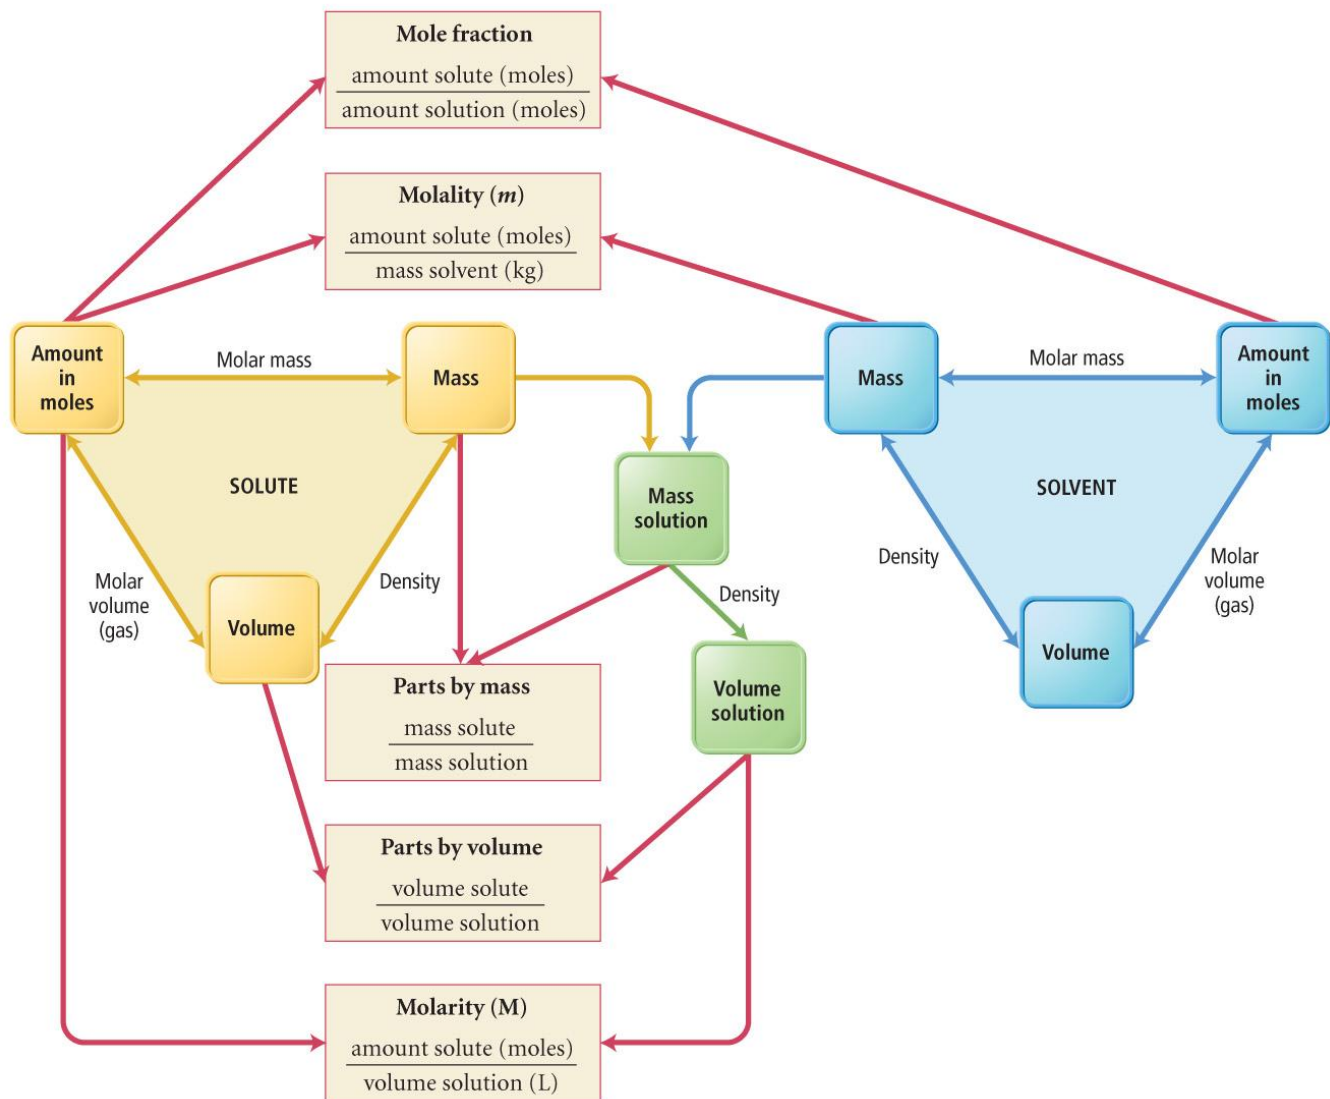 Mole fraction
amount solute (moles)
amount solution (moles)
Molality (m)
amount solute (moles)
mass solvent (kg)
Amount
in
moles
Molar mass
Mass
Mass
Molar mass
Amount
in
moles
SOLUTE
Mass
solution
SOLVENT
Molar
volume
(gas)
Density
Volume
Density
Density
Molar
volume
(gas)
Volume
Parts by mass
mass solute
mass solution
Volume
solution
Parts by volume
volume solute
volume solution
Molarity (M)
amount solute (moles)
volume solution (L)